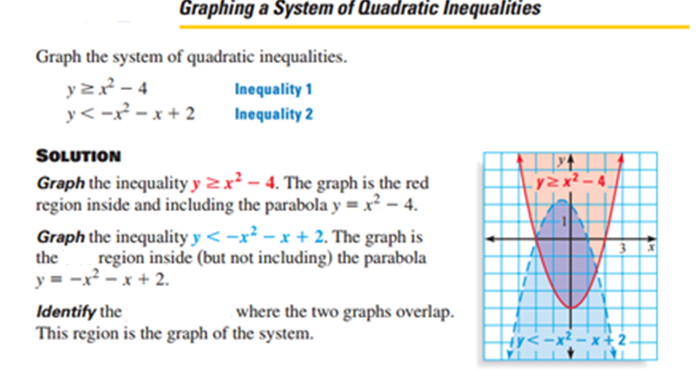 Graphing a System of Quadratic Inequalities
Graph the system of quadratic inequalities.
y ≥ x² – 4 Inequality 1
y < –x² – x + 2 Inequality 2
SOLUTION
Graph the inequality y ≥ x² – 4. The graph is the red
region inside and including the parabola y = x² – 4.
Graph the inequality y < –x² – x + 2. The graph is
the region inside (but not including) the parabola
y = –x² – x + 2.
Identify the where the two graphs overlap.
This region is the graph of the system.
y
y ≥ x² – 4
1
3 x
y < –x² – x + 2